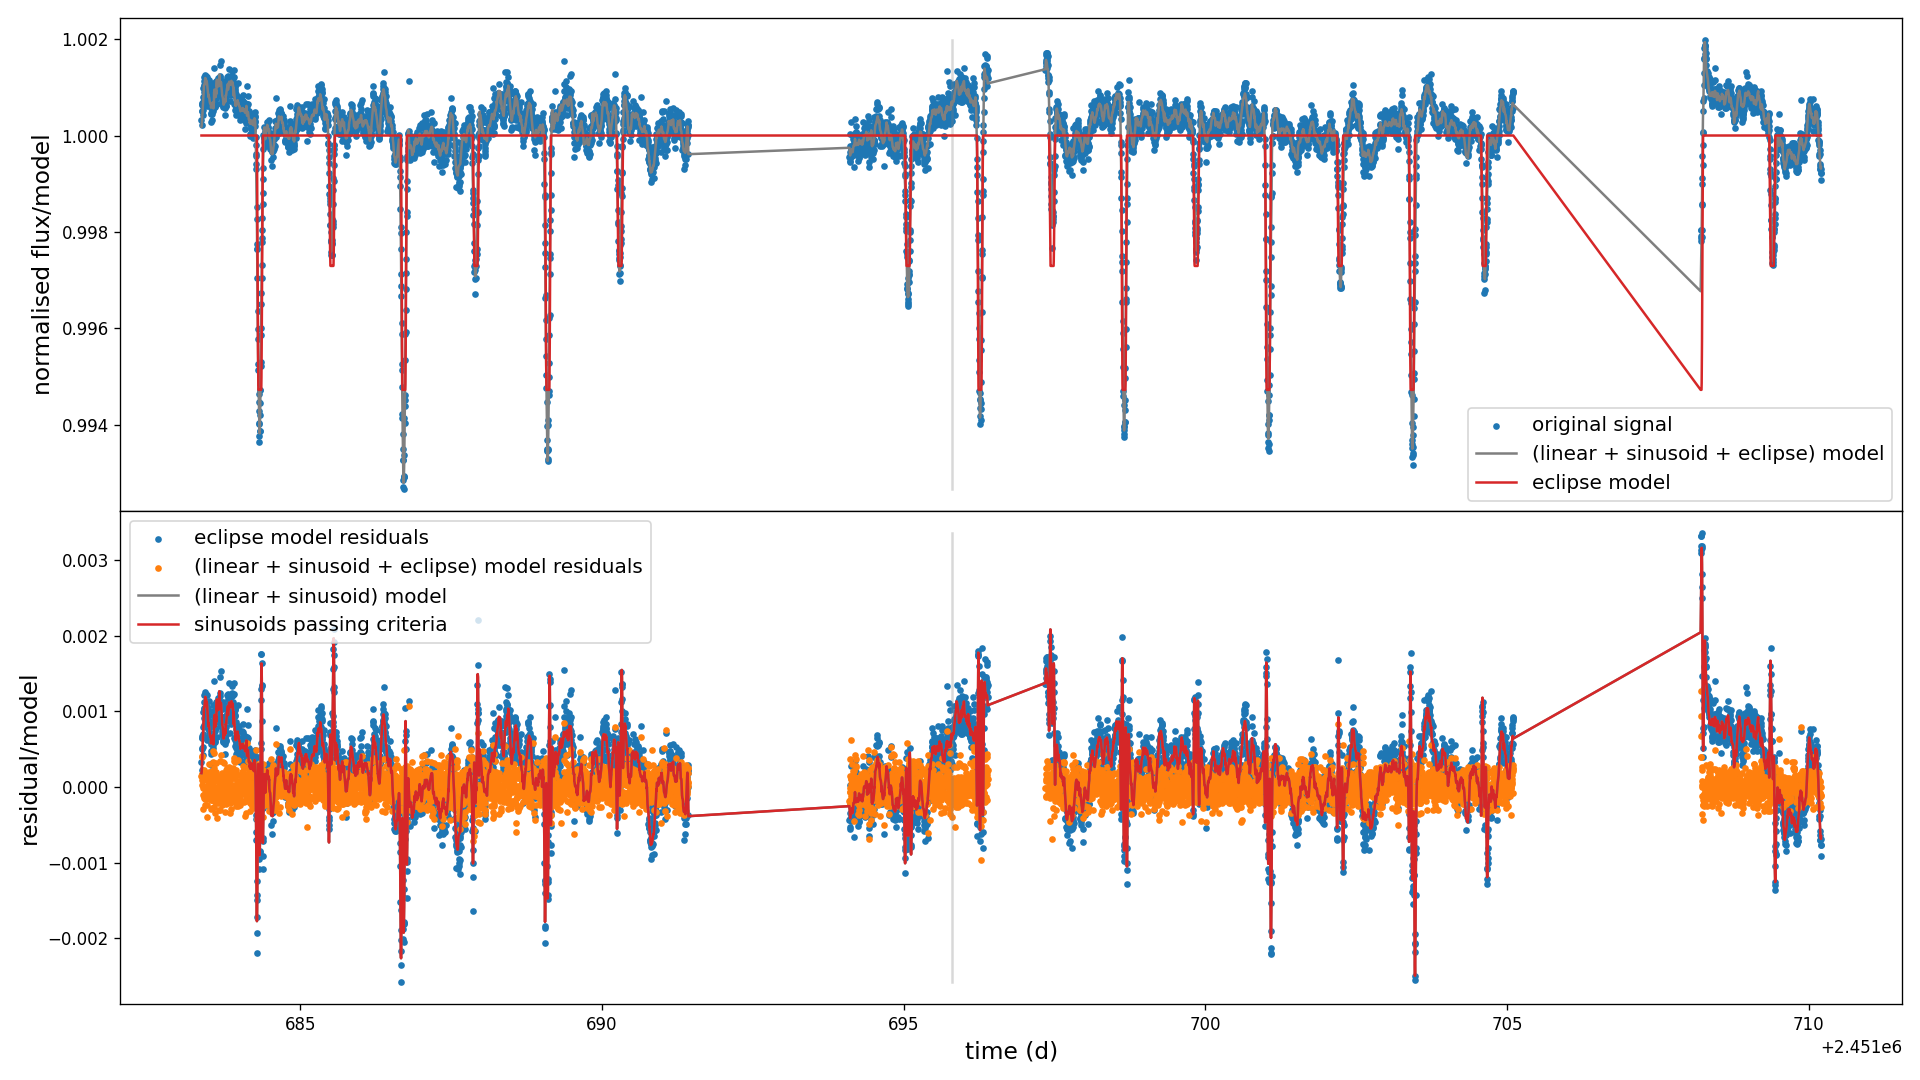 1.002
1.000
0.998
0.996
0.994
normalised flux/model
original signal
(linear + sinusoid + eclipse) model
eclipse model
eclipse model residuals
(linear + sinusoid + eclipse) model residuals
(linear + sinusoid) model
sinusoids passing criteria
0.003
0.002
0.001
0.000
−0.001
−0.002
residual/model
685
690
695
700
705
710
time (d)
+2.451e6